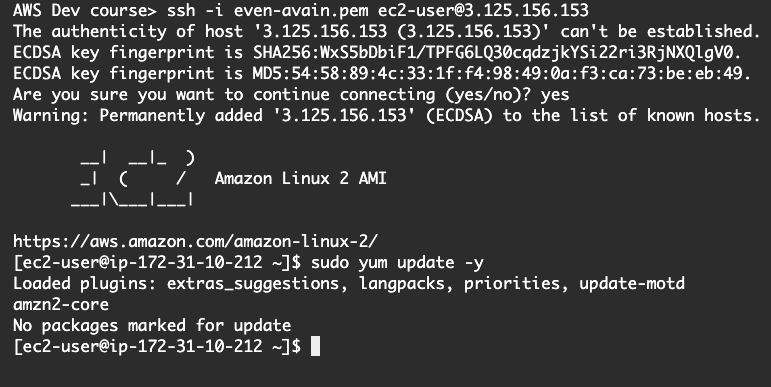 AWS Dev course> ssh -i even-avain.pem ec2-user@3.125.156.153
The authenticity of host '3.125.156.153 (3.125.156.153)' can't be established.
ECDSA key fingerprint is SHA256:WxS5bDbiF1/TPFG6LQ30cqdzjkYSi22ri3RjNXQlgV0.
ECDSA key fingerprint is MD5:54:58:89:4c:33:1f:f4:98:49:0a:f3:ca:73:be:eb:49.
Are you sure you want to continue connecting (yes/no)? yes
Warning: Permanently added '3.125.156.153' (ECDSA) to the list of known hosts.
       __|  __|_  )
       _|  (     /   Amazon Linux 2 AMI
      ___|\___|___|
https://aws.amazon.com/amazon-linux-2/
[ec2-user@ip-172-31-10-212 ~]$ sudo yum update -y
Loaded plugins: extras_suggestions, langpacks, priorities, update-motd
amzn2-core
No packages marked for update
[ec2-user@ip-172-31-10-212 ~]$